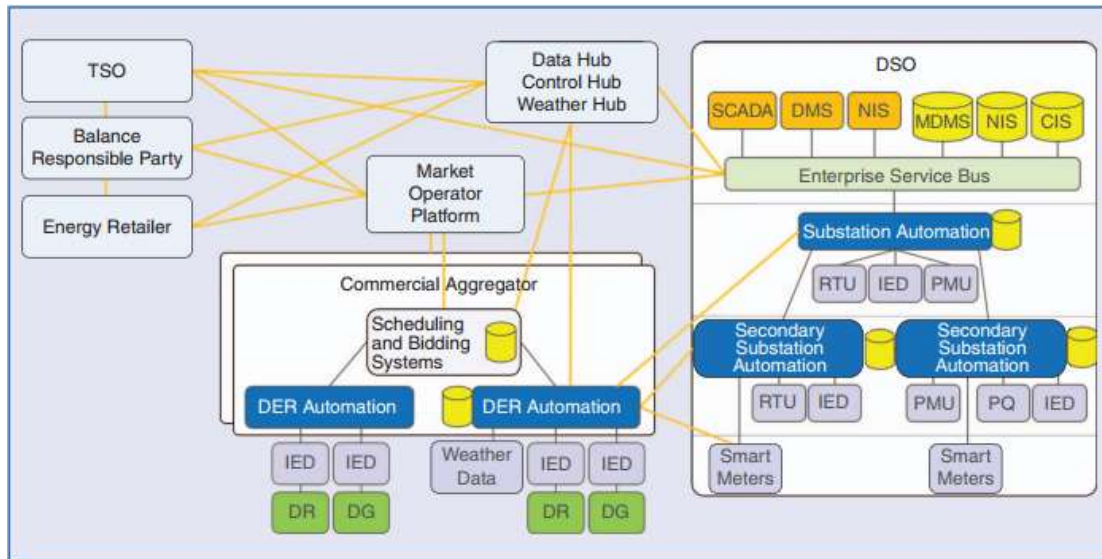 TSO
Balance
Responsible Party
Energy Retailer
Data Hub
Control Hub
Weather Hub
Market
Operator
Platform
Commercial Aggregator
Scheduling
and Bidding
Systems
DER Automation
DER Automation
IED
IED
Weather
Data
IED
IED
DR
DG
DR
DG
DSO
SCADA
DMS
NIS
MDMS
NIS
CIS
Enterprise Service Bus
Substation Automation
RTU
IED
PMU
Secondary
Substation
Automation
Secondary
Substation
Automation
RTU
IED
PMU
PQ
IED
Smart
Meters
Smart
Meters